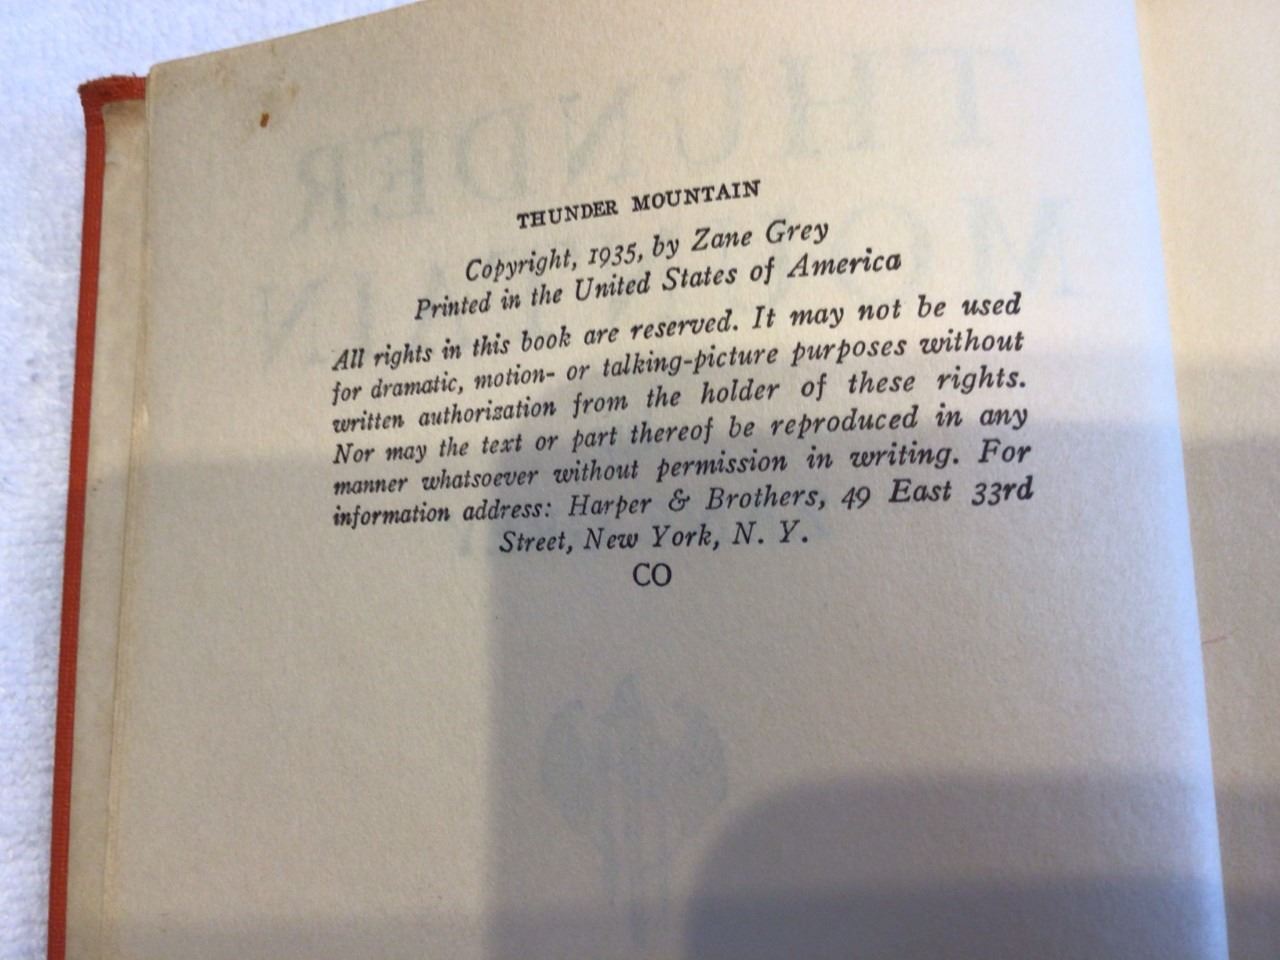 THUNDER MOUNTAIN
Copyright, 1935, by Zane Grey
Printed in the United States of America
All rights in this book are reserved. It may not be used
for dramatic, motion- or talking-picture purposes without
written authorization from the holder of these rights.
Nor may the text or part thereof be reproduced in any
manner whatsoever without permission in writing. For
information address: Harper & Brothers, 49 East 33rd
Street, New York, N. Y.
CO
THUNDER
MOUNTAIN